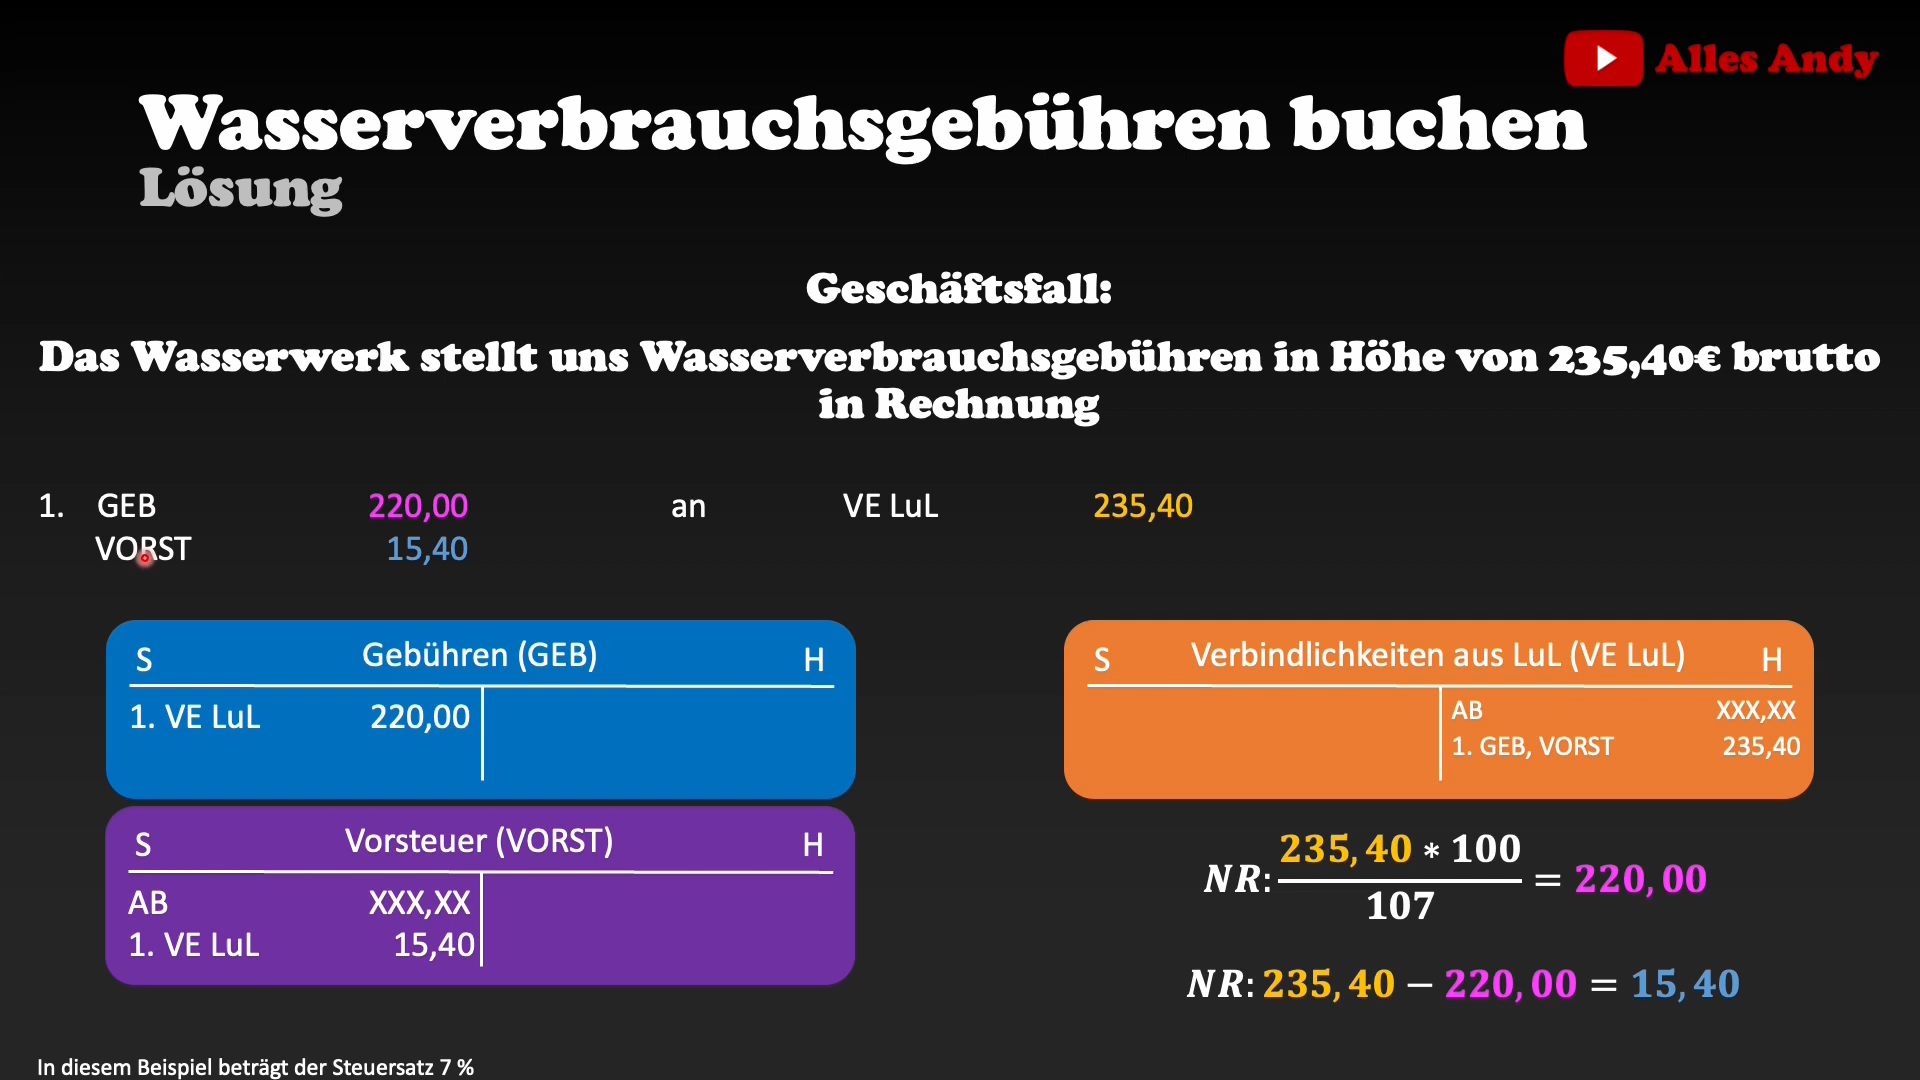 Alles Andy
Wasserverbrauchsgebühren buchen
Lösung
Geschäftsfall:
Das Wasserwerk stellt uns Wasserverbrauchsgebühren in Höhe von 235,40€ brutto
in Rechnung
1. GEB 220,00 an VE LuL 235,40
VORST 15,40
S Gebühren (GEB) H
1. VE LuL 220,00
S Verbindlichkeiten aus LuL (VE LuL) H
AB XXX,XX
1. GEB, VORST 235,40
S Vorsteuer (VORST) H
AB XXX,XX
1. VE LuL 15,40
235,40 * 100
NR: = 220,00
107
NR: 235,40 − 220,00 = 15,40
In diesem Beispiel beträgt der Steuersatz 7 %